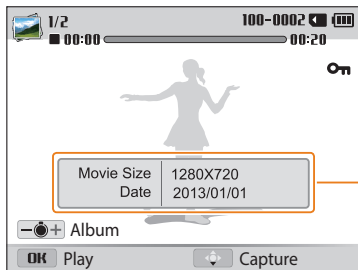 1/2 100-0002
00:00 00:20
Movie Size 1280X720
Date 2013/01/01
Album
OK Play Capture